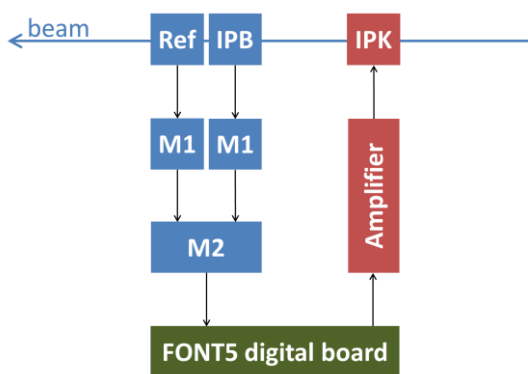 beam
Ref IPB IPK
M1 M1
Amplifier
M2
FONT5 digital board